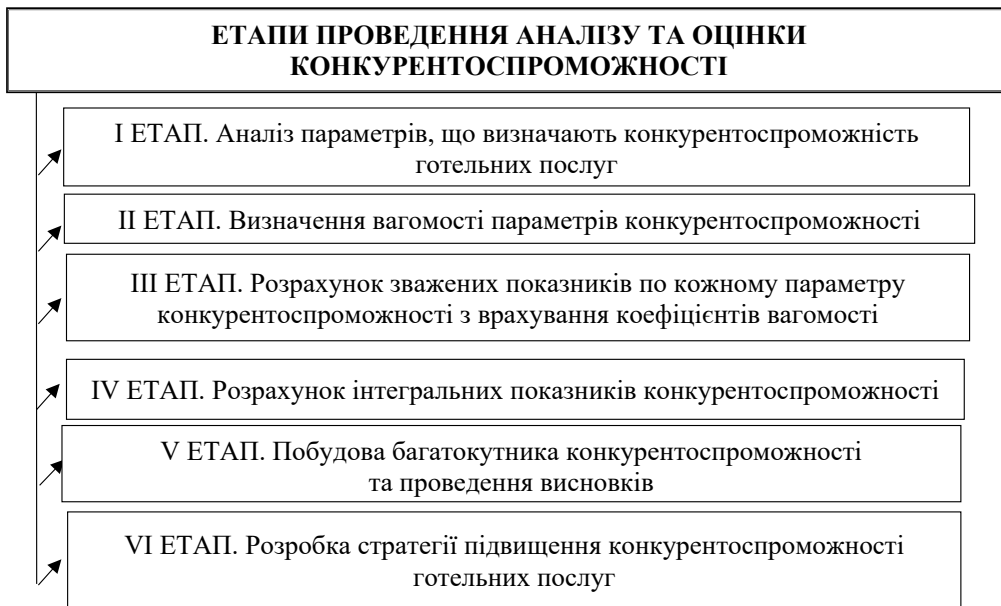 ЕТАПИ ПРОВЕДЕННЯ АНАЛІЗУ ТА ОЦІНКИ
КОНКУРЕНТОСПРОМОЖНОСТІ
І ЕТАП. Аналіз параметрів, що визначають конкурентоспроможність
готельних послуг
ІІ ЕТАП. Визначення вагомості параметрів конкурентоспроможності
ІІІ ЕТАП. Розрахунок зважених показників по кожному параметру
конкурентоспроможності з врахування коефіцієнтів вагомості
IV ЕТАП. Розрахунок інтегральних показників конкурентоспроможності
V ЕТАП. Побудова багатокутника конкурентоспроможності
та проведення висновків
VI ЕТАП. Розробка стратегії підвищення конкурентоспроможності
готельних послуг